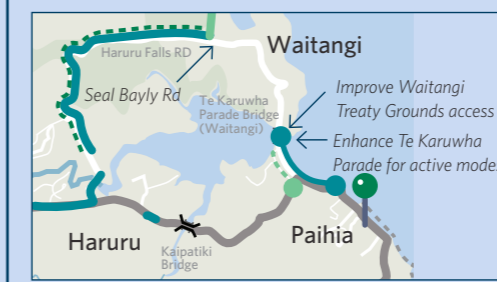 Waitangi
Haruru Falls RD
Seal Bayly Rd
Te Karuwha
Parade Bridge
(Waitangi)
Improve Waitangi
Treaty Grounds access
Enhance Te Karuwha
Parade for active modes
Haruru
Kaipatiki
Bridge
Paihia